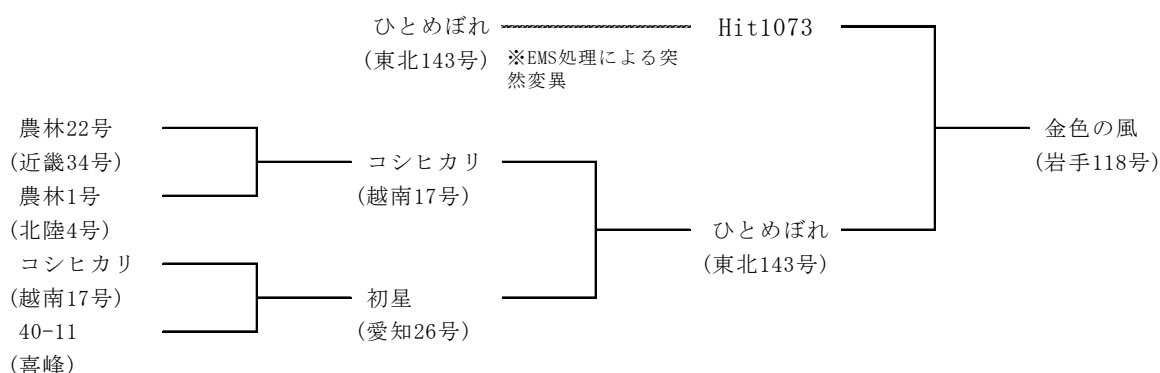 ひとめぼれ
(東北143号)
※EMS処理による突
然変異
Hit1073
農林22号
(近畿34号)
農林1号
(北陸4号)
コシヒカリ
(越南17号)
金色の風
(岩手118号)
コシヒカリ
(越南17号)
40-11
(喜峰)
初星
(愛知26号)
ひとめぼれ
(東北143号)